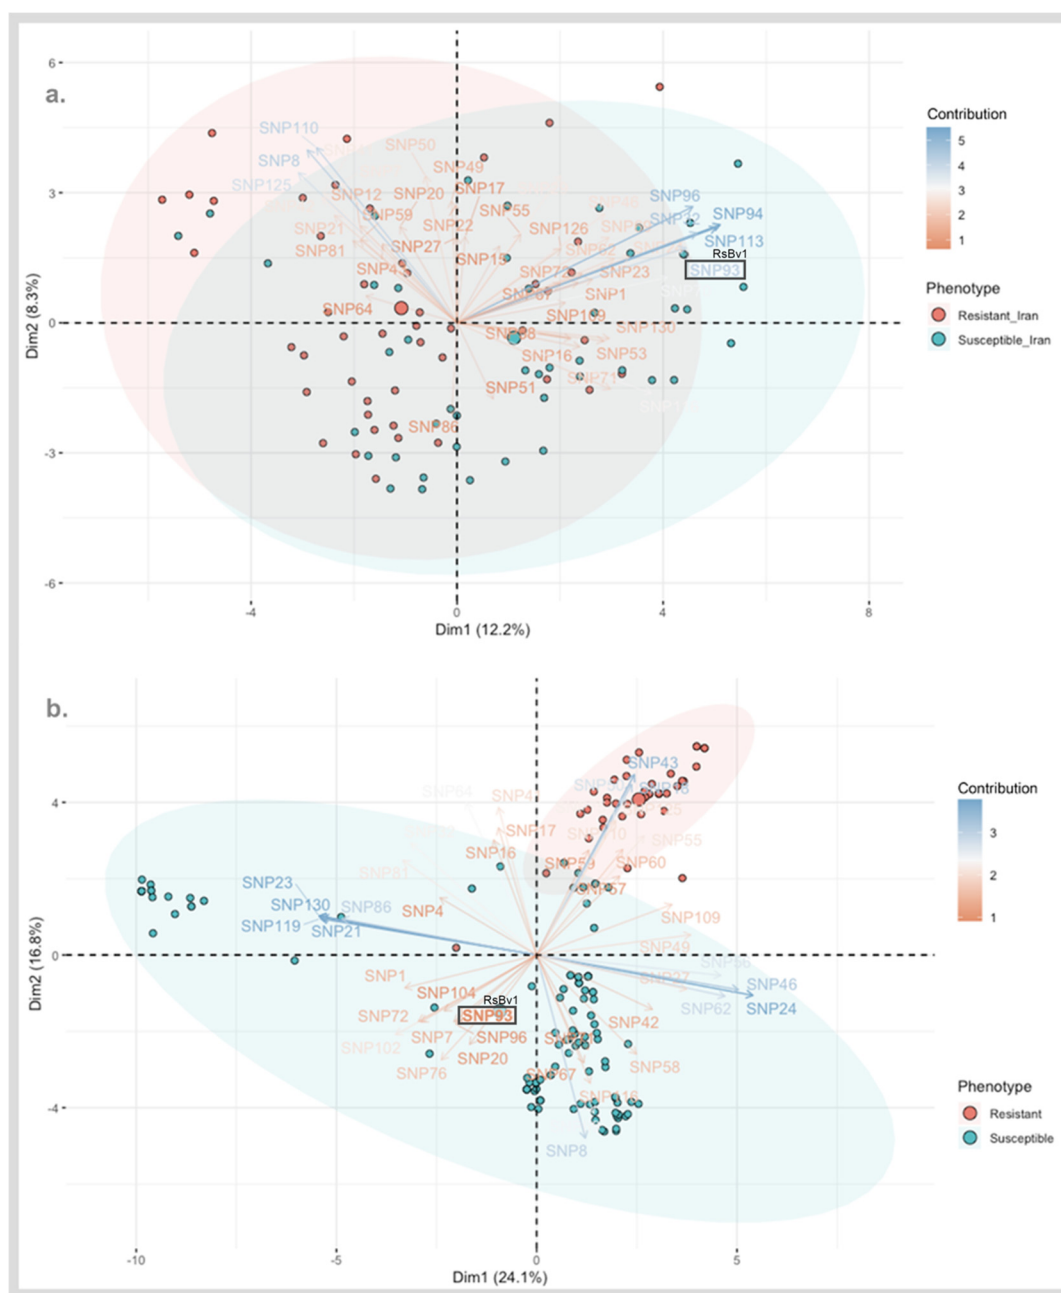 a.
6
3
0
-3
-6
Dim2 (8.3%)
-4
0
4
8
Dim1 (12.2%)
SNP110
SNP50
SNP8
SNP49
SNP125
SNP12
SNP20
SNP17
SNP96
SNP59
SNP55
SNP94
SNP21
SNP22
SNP126
SNP113
SNP81
SNP27
SNP15
RsBv1
SNP93
SNP72
SNP23
SNP1
SNP64
SNP109
SNP130
SNP16
SNP53
SNP71
SNP51
SNP86
Contribution
5
4
3
2
1
Phenotype
Resistant_Iran
Susceptible_Iran
b.
4
0
-4
Dim2 (16.8%)
-10
-5
0
5
Dim1 (24.1%)
SNP43
SNP64
SNP17
SNP55
SNP16
SNP59
SNP60
SNP81
SNP23
SNP86
SNP130
SNP4
SNP109
SNP119
SNP21
SNP49
SNP1
SNP27
SNP46
SNP104
RsBv1
SNP62
SNP24
SNP72
SNP93
SNP42
SNP7
SNP96
SNP102
SNP20
SNP76
SNP67
SNP58
SNP8
Contribution
3
2
1
Phenotype
Resistant
Susceptible